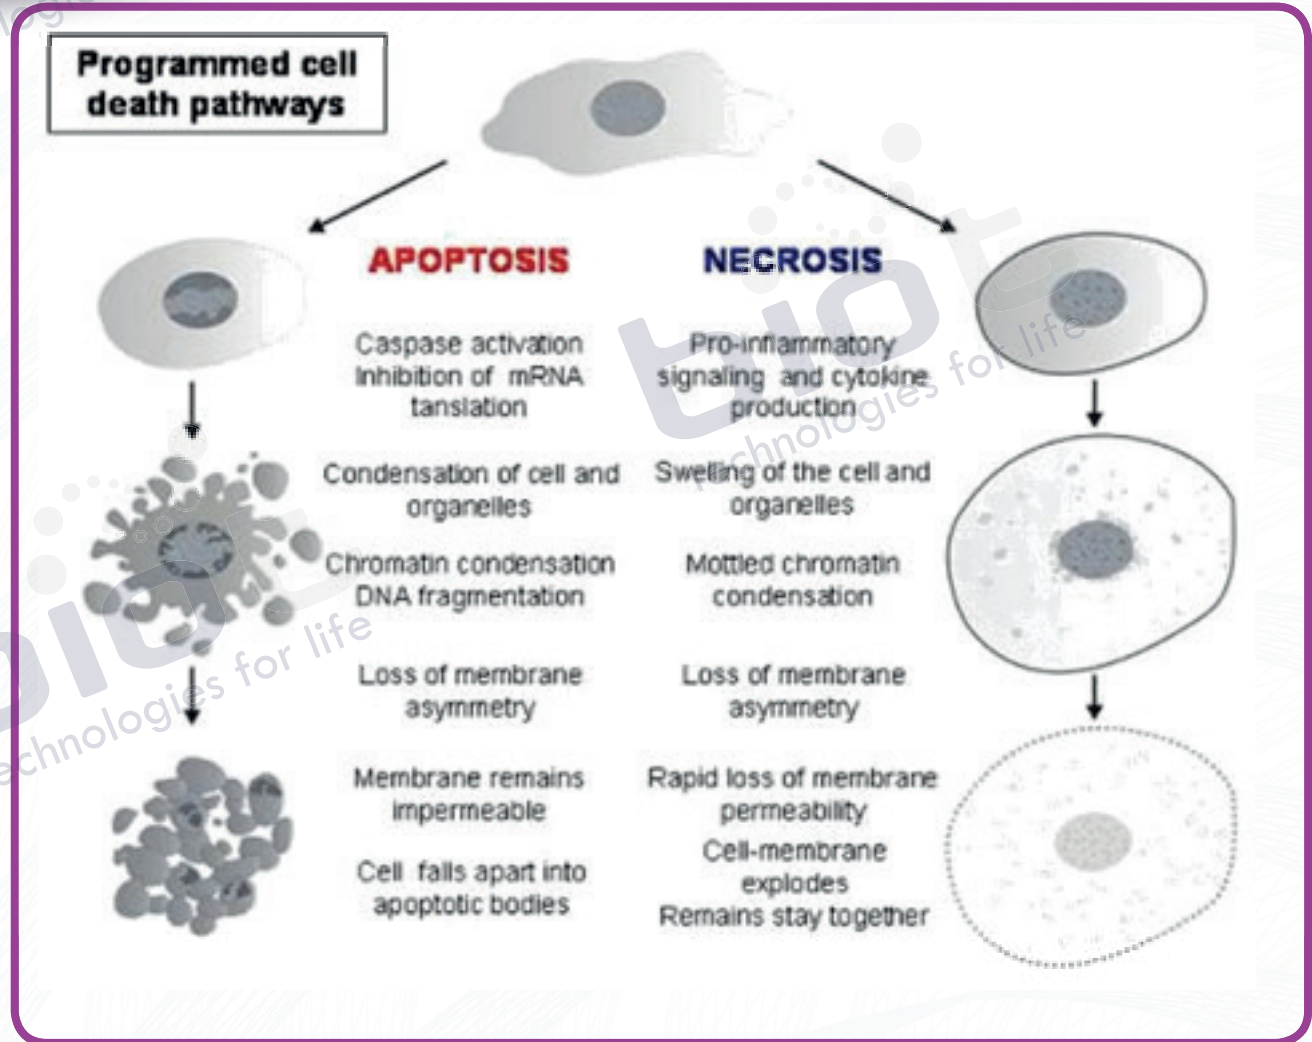 Programmed cell
death pathways
APOPTOSIS
Caspase activation
Inhibition of mRNA
tanslation
Condensation of cell and
organelles
Chromatin condensation
DNA fragmentation
Loss of membrane
asymmetry
Membrane remains
impermeable
Cell falls apart into
apoptotic bodies
NECROSIS
Pro-inflammatory
signaling and cytokine
production
Swelling of the cell and
organelles
Mottled chromatin
condensation
Loss of membrane
asymmetry
Rapid loss of membrane
permeability
Cell-membrane
explodes
Remains stay together
biot
technologies for life
technologies for life